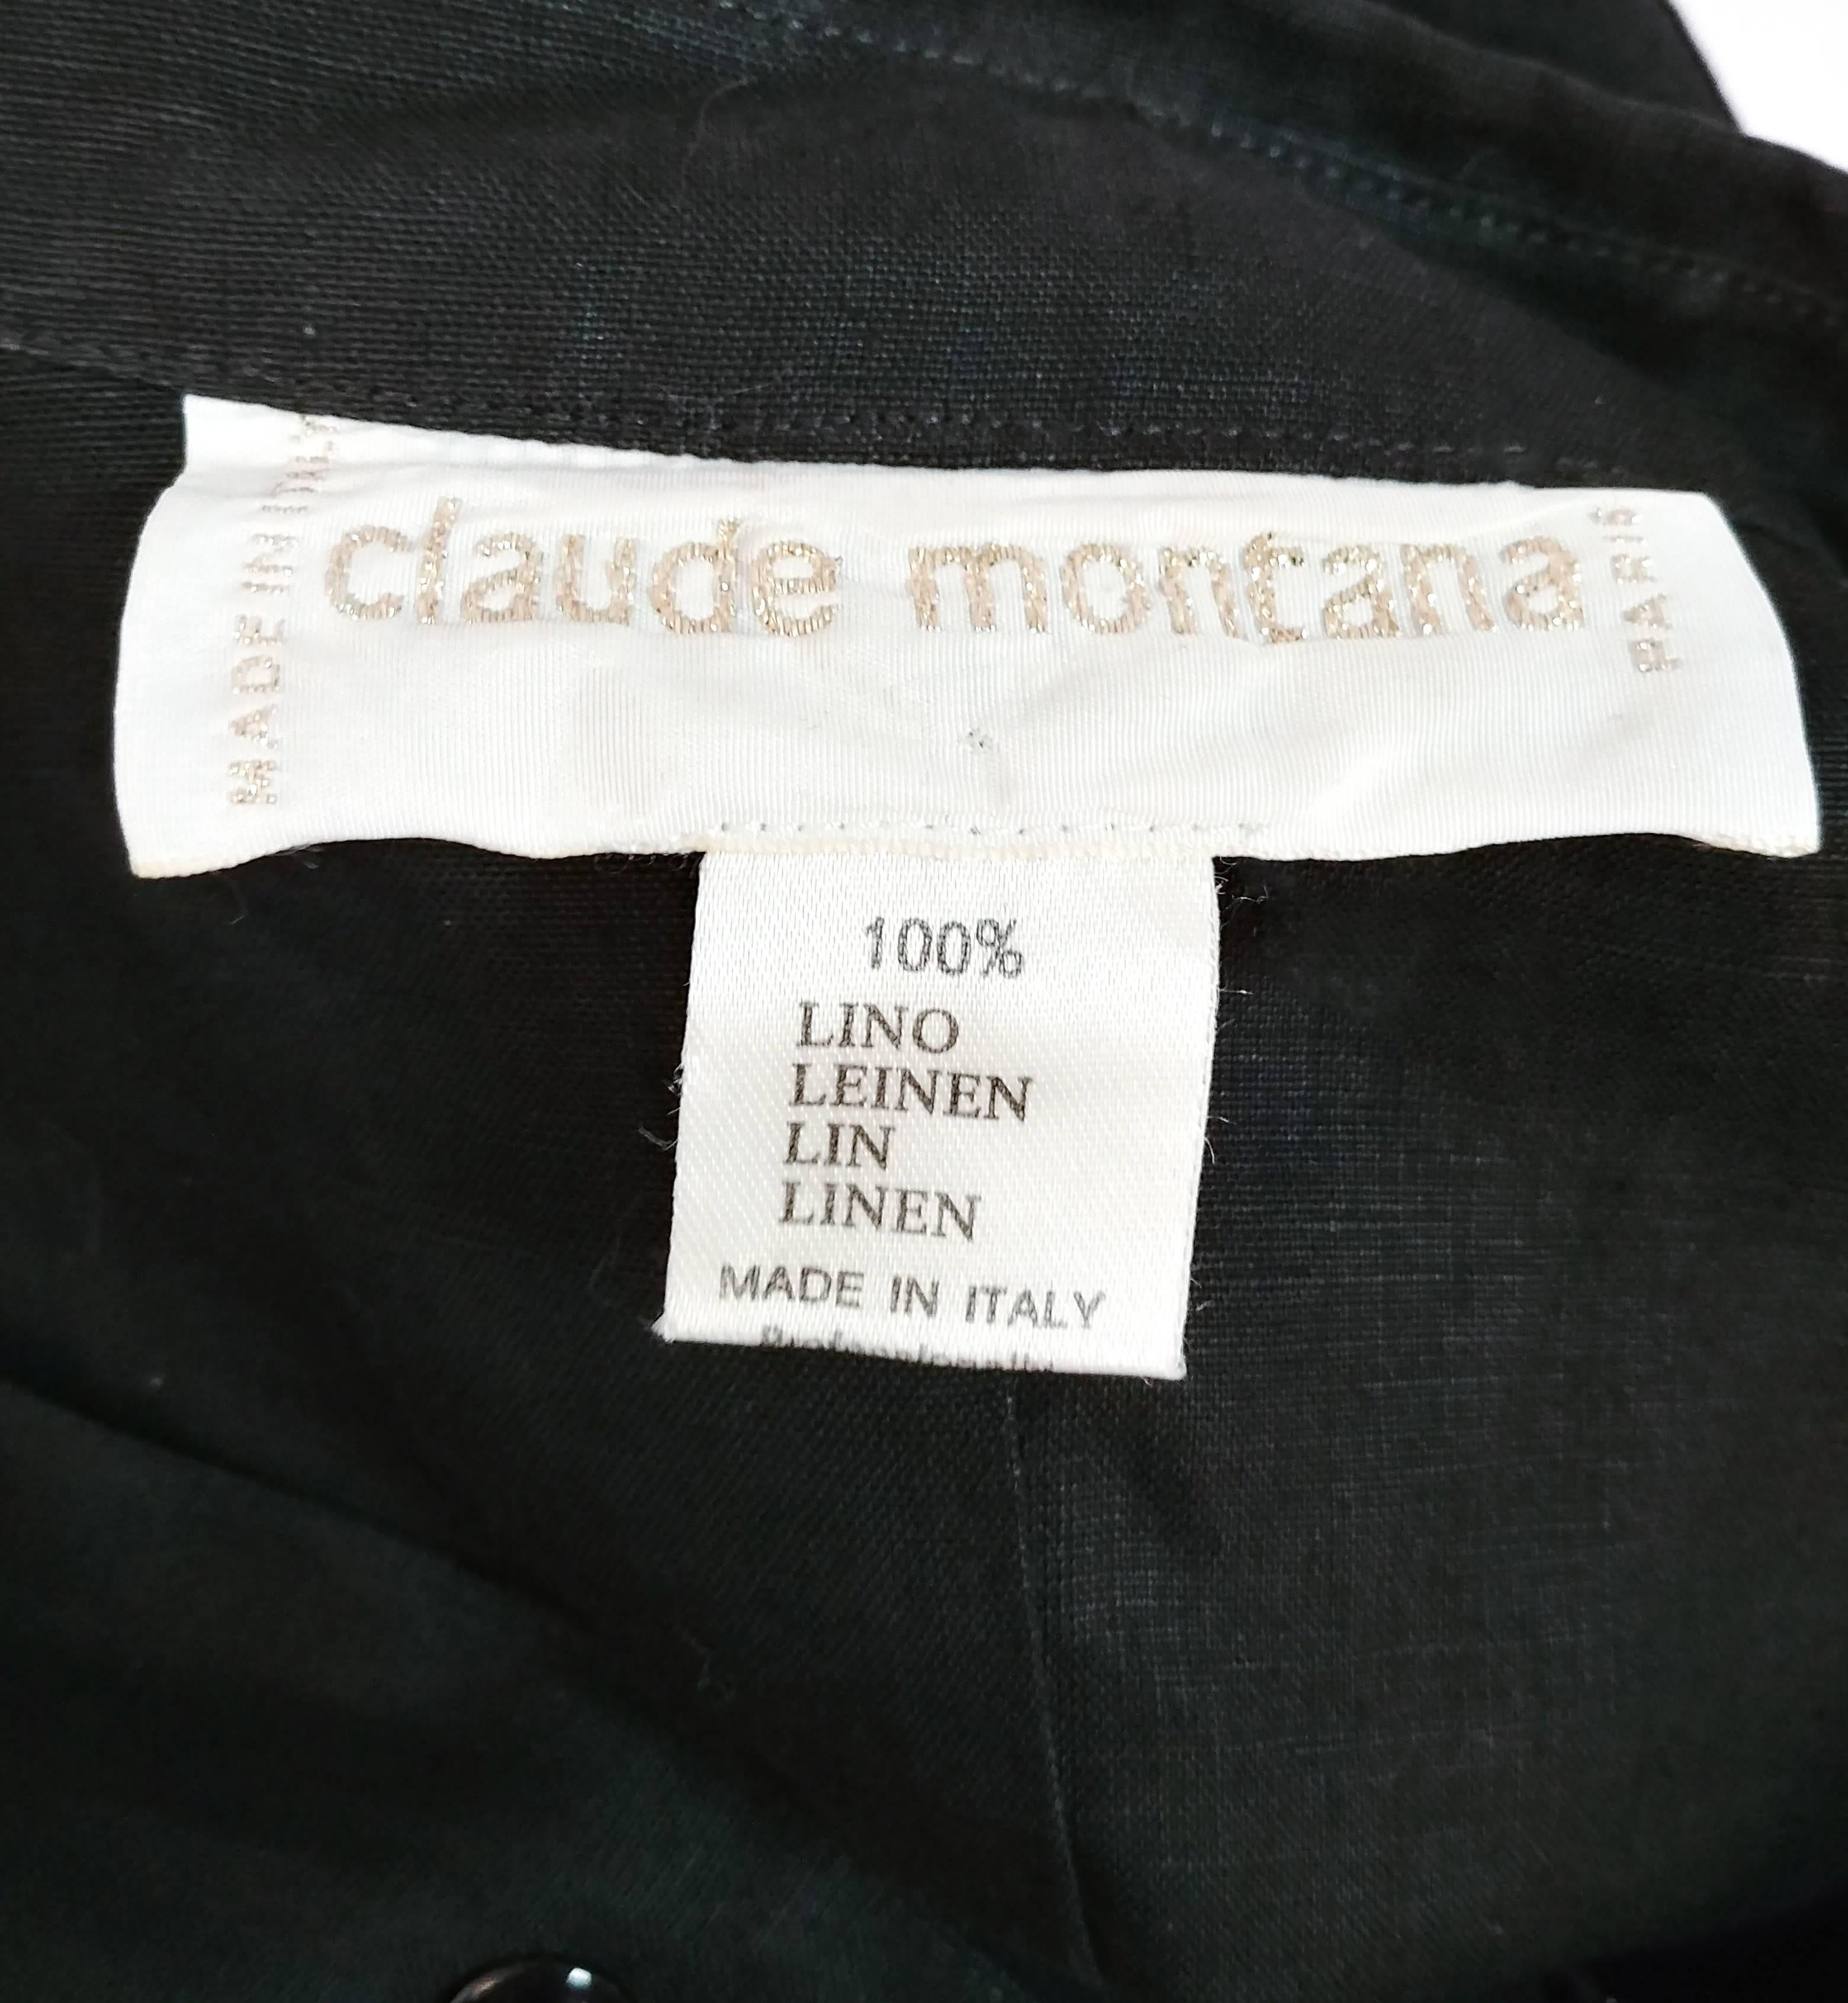 MADE IN ITALY
claude montana
PARIS
100%
LINO
LEINEN
LIN
LINEN
MADE IN ITALY